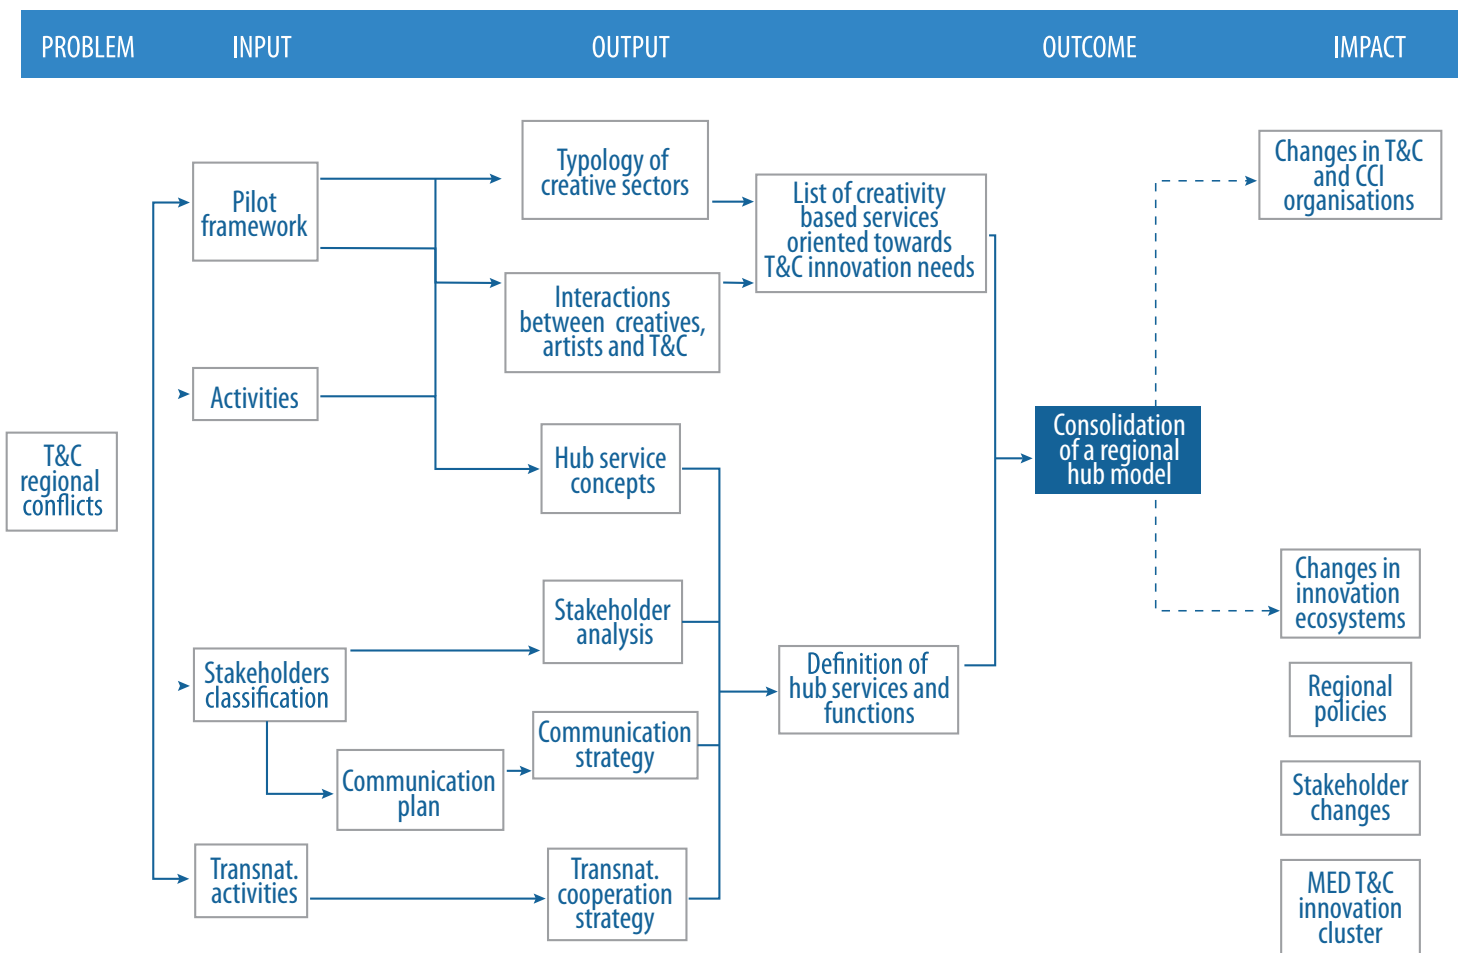 PROBLEM
INPUT
OUTPUT
OUTCOME
IMPACT
T&C
regional
conflicts
Pilot
framework
Activities
Stakeholders
classification
Communication
plan
Transnat.
activities
Typology of
creative sectors
Interactions
between creatives,
artists and T&C
Hub service
concepts
Stakeholder
analysis
Communication
strategy
Transnat.
cooperation
strategy
List of creativity
based services
oriented towards
T&C innovation needs
Definition of
hub services and
functions
Consolidation
of a regional
hub model
Changes in T&C
and CCI
organisations
Changes in
innovation
ecosystems
Regional
policies
Stakeholder
changes
MED T&C
innovation
cluster